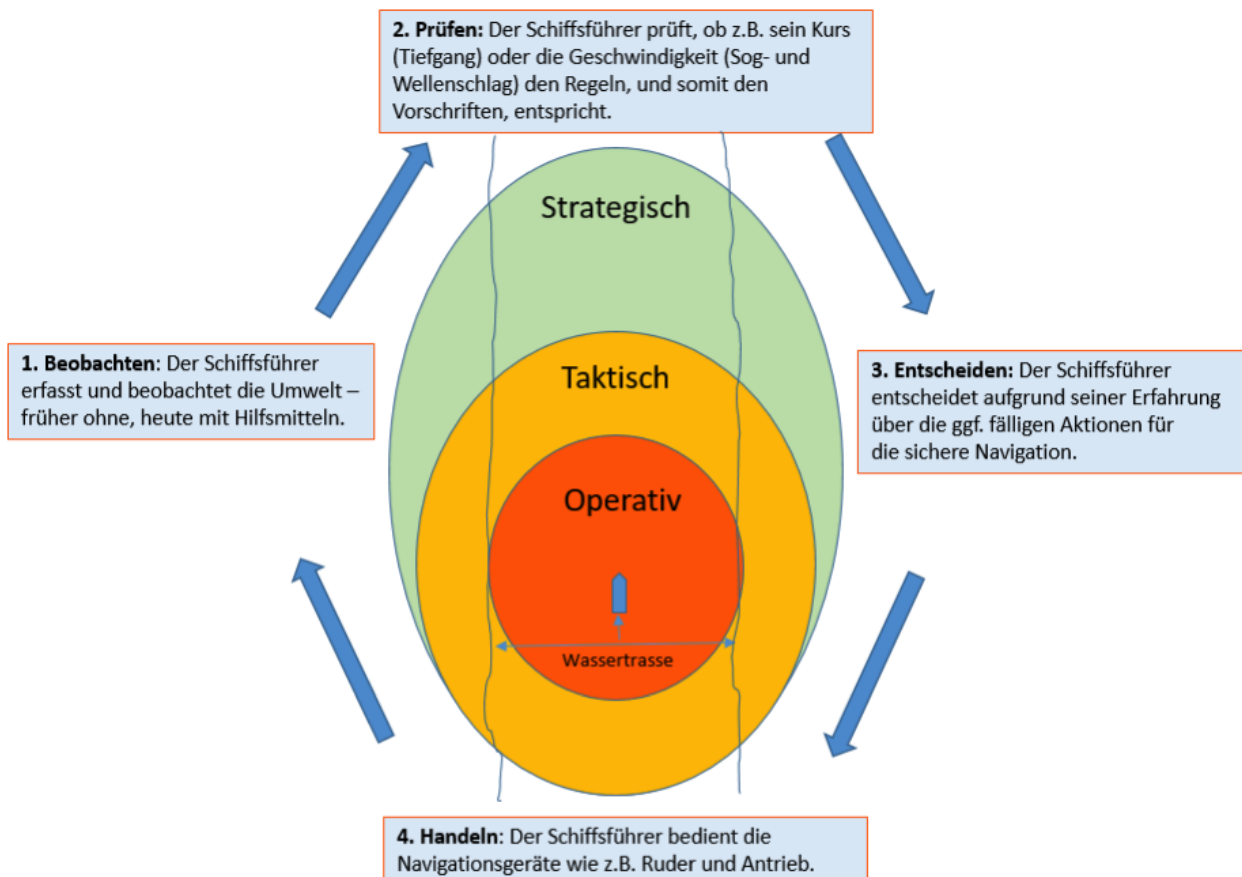 2. Prüfen: Der Schiffsführer prüft, ob z.B. sein Kurs
(Tiefgang) oder die Geschwindigkeit (Sog- und
Wellenschlag) den Regeln, und somit den
Vorschriften, entspricht.
Strategisch
1. Beobachten: Der Schiffsführer
erfasst und beobachtet die Umwelt –
früher ohne, heute mit Hilfsmitteln.
Taktisch
3. Entscheiden: Der Schiffsführer
entscheidet aufgrund seiner Erfahrung
über die ggf. fälligen Aktionen für
die sichere Navigation.
Operativ
Wassertrasse
4. Handeln: Der Schiffsführer bedient die
Navigationsgeräte wie z.B. Ruder und Antrieb.